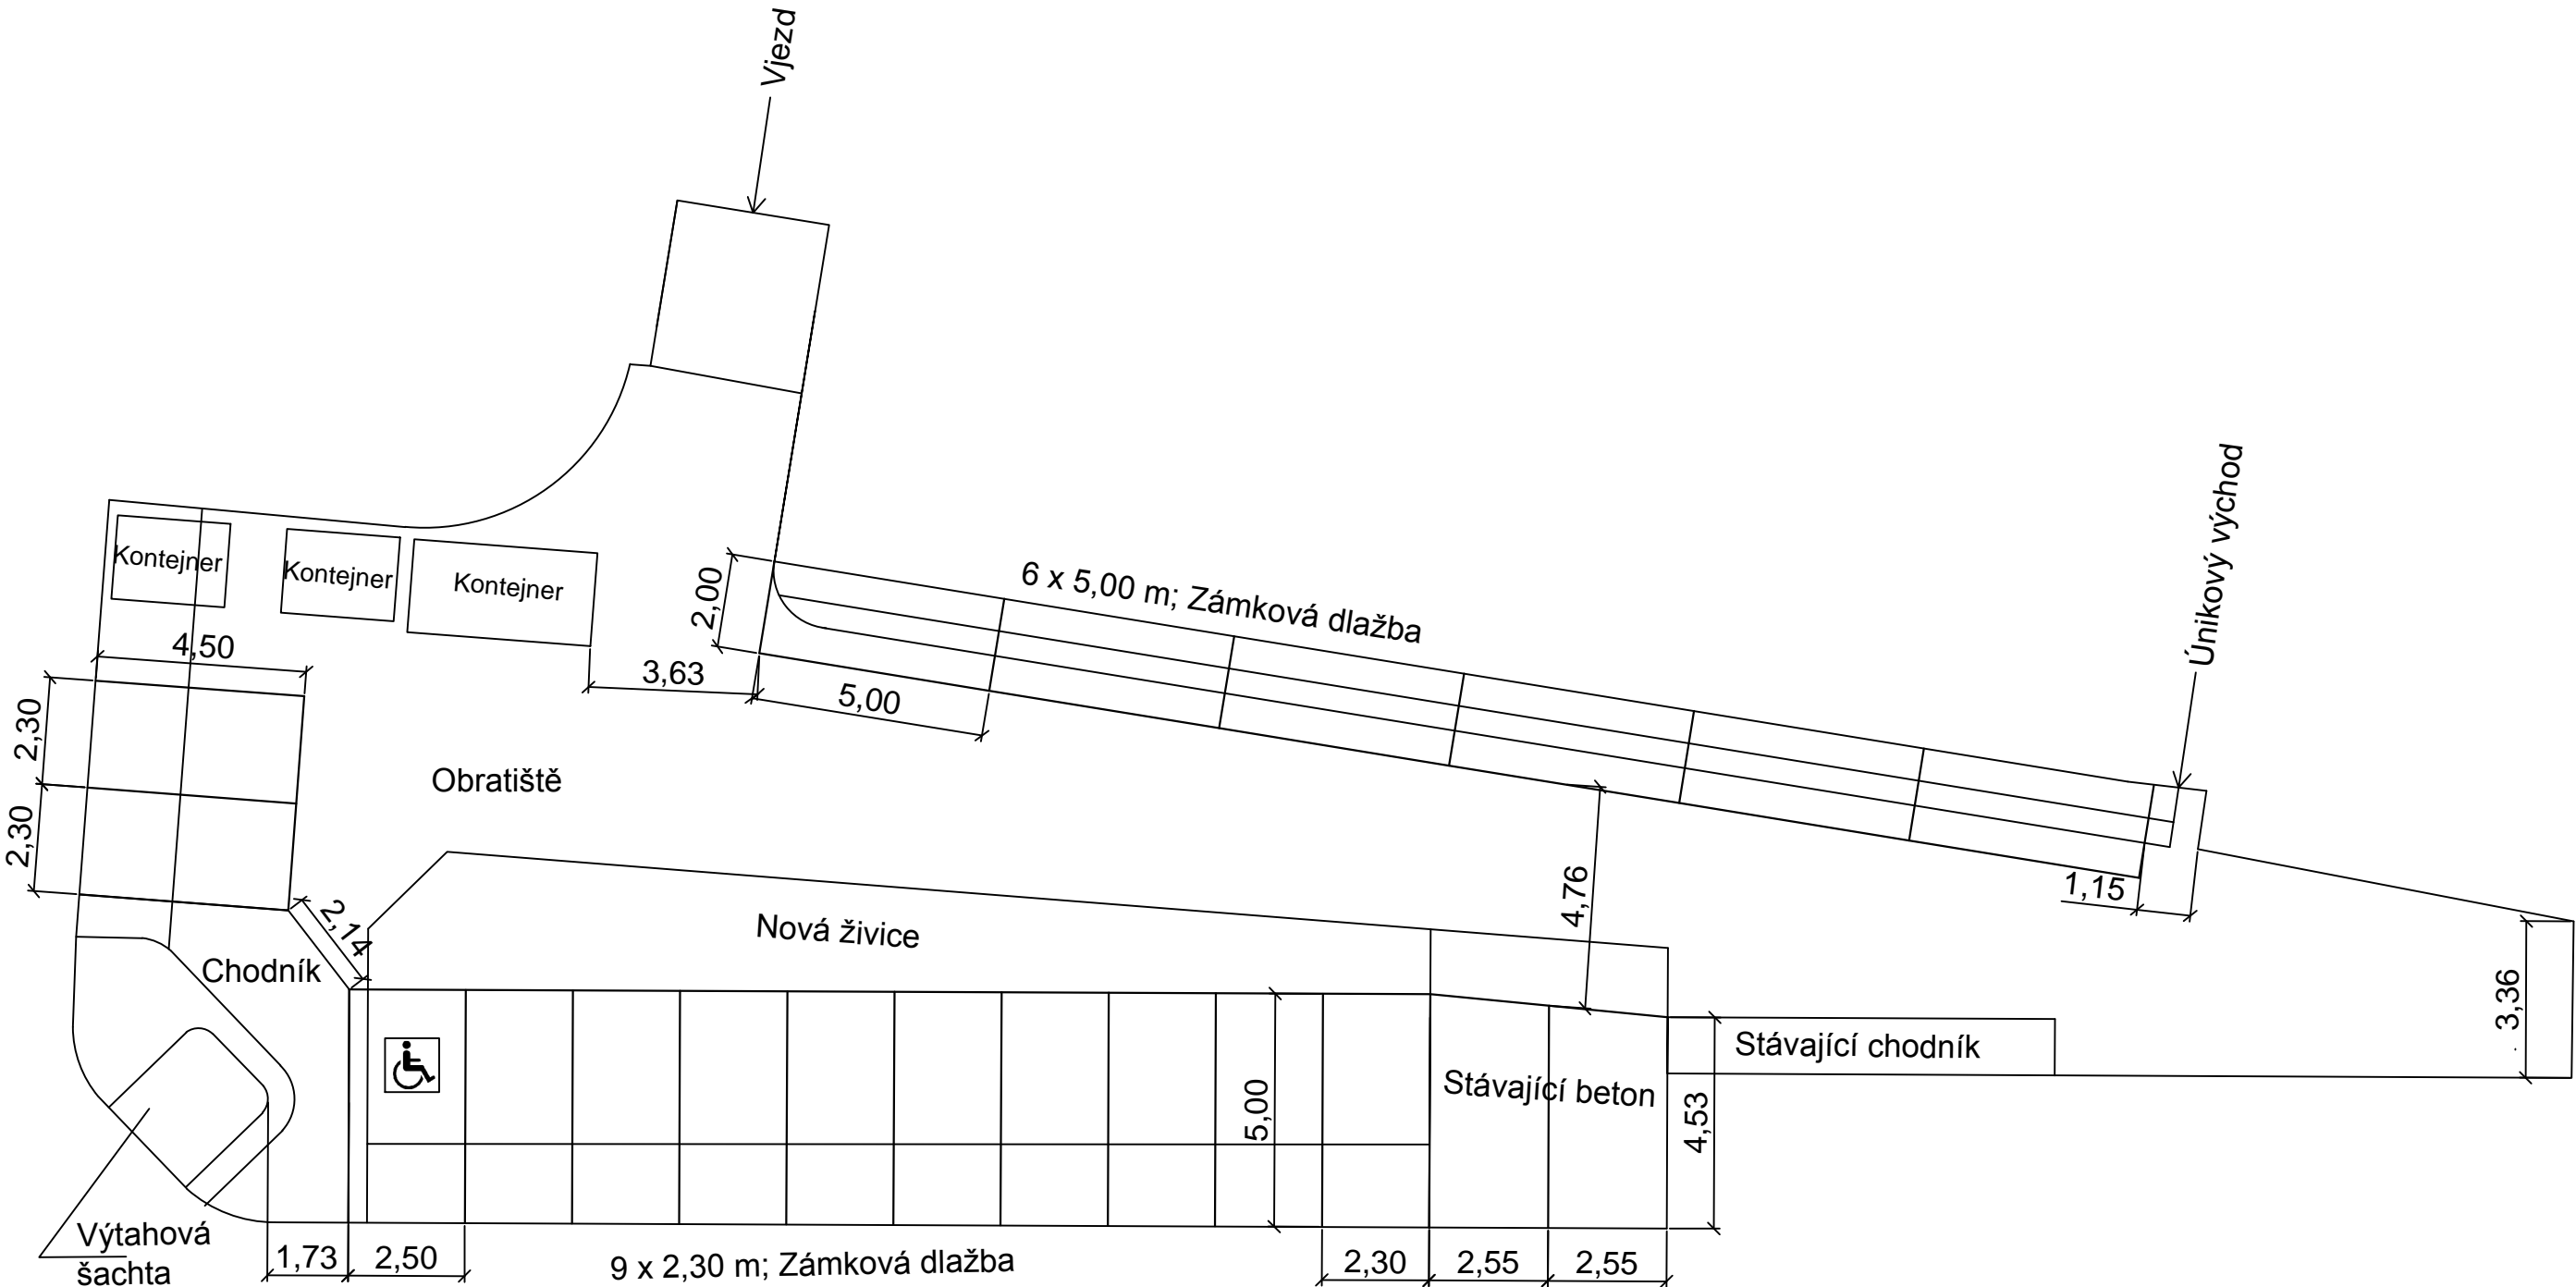 Vjezd
Únikový východ
6 x 5,00 m; Zámková dlažba
Kontejner
Kontejner
Kontejner
2,00
4,50
3,63
5,00
2,30
2,30
Obratiště
4,76
1,15
2,14
Nová živice
Chodník
3,36
Stávající chodník
Stávající beton
5,00
4,53
Výtahová
šachta
1,73
2,50
9 x 2,30 m; Zámková dlažba
2,30
2,55
2,55